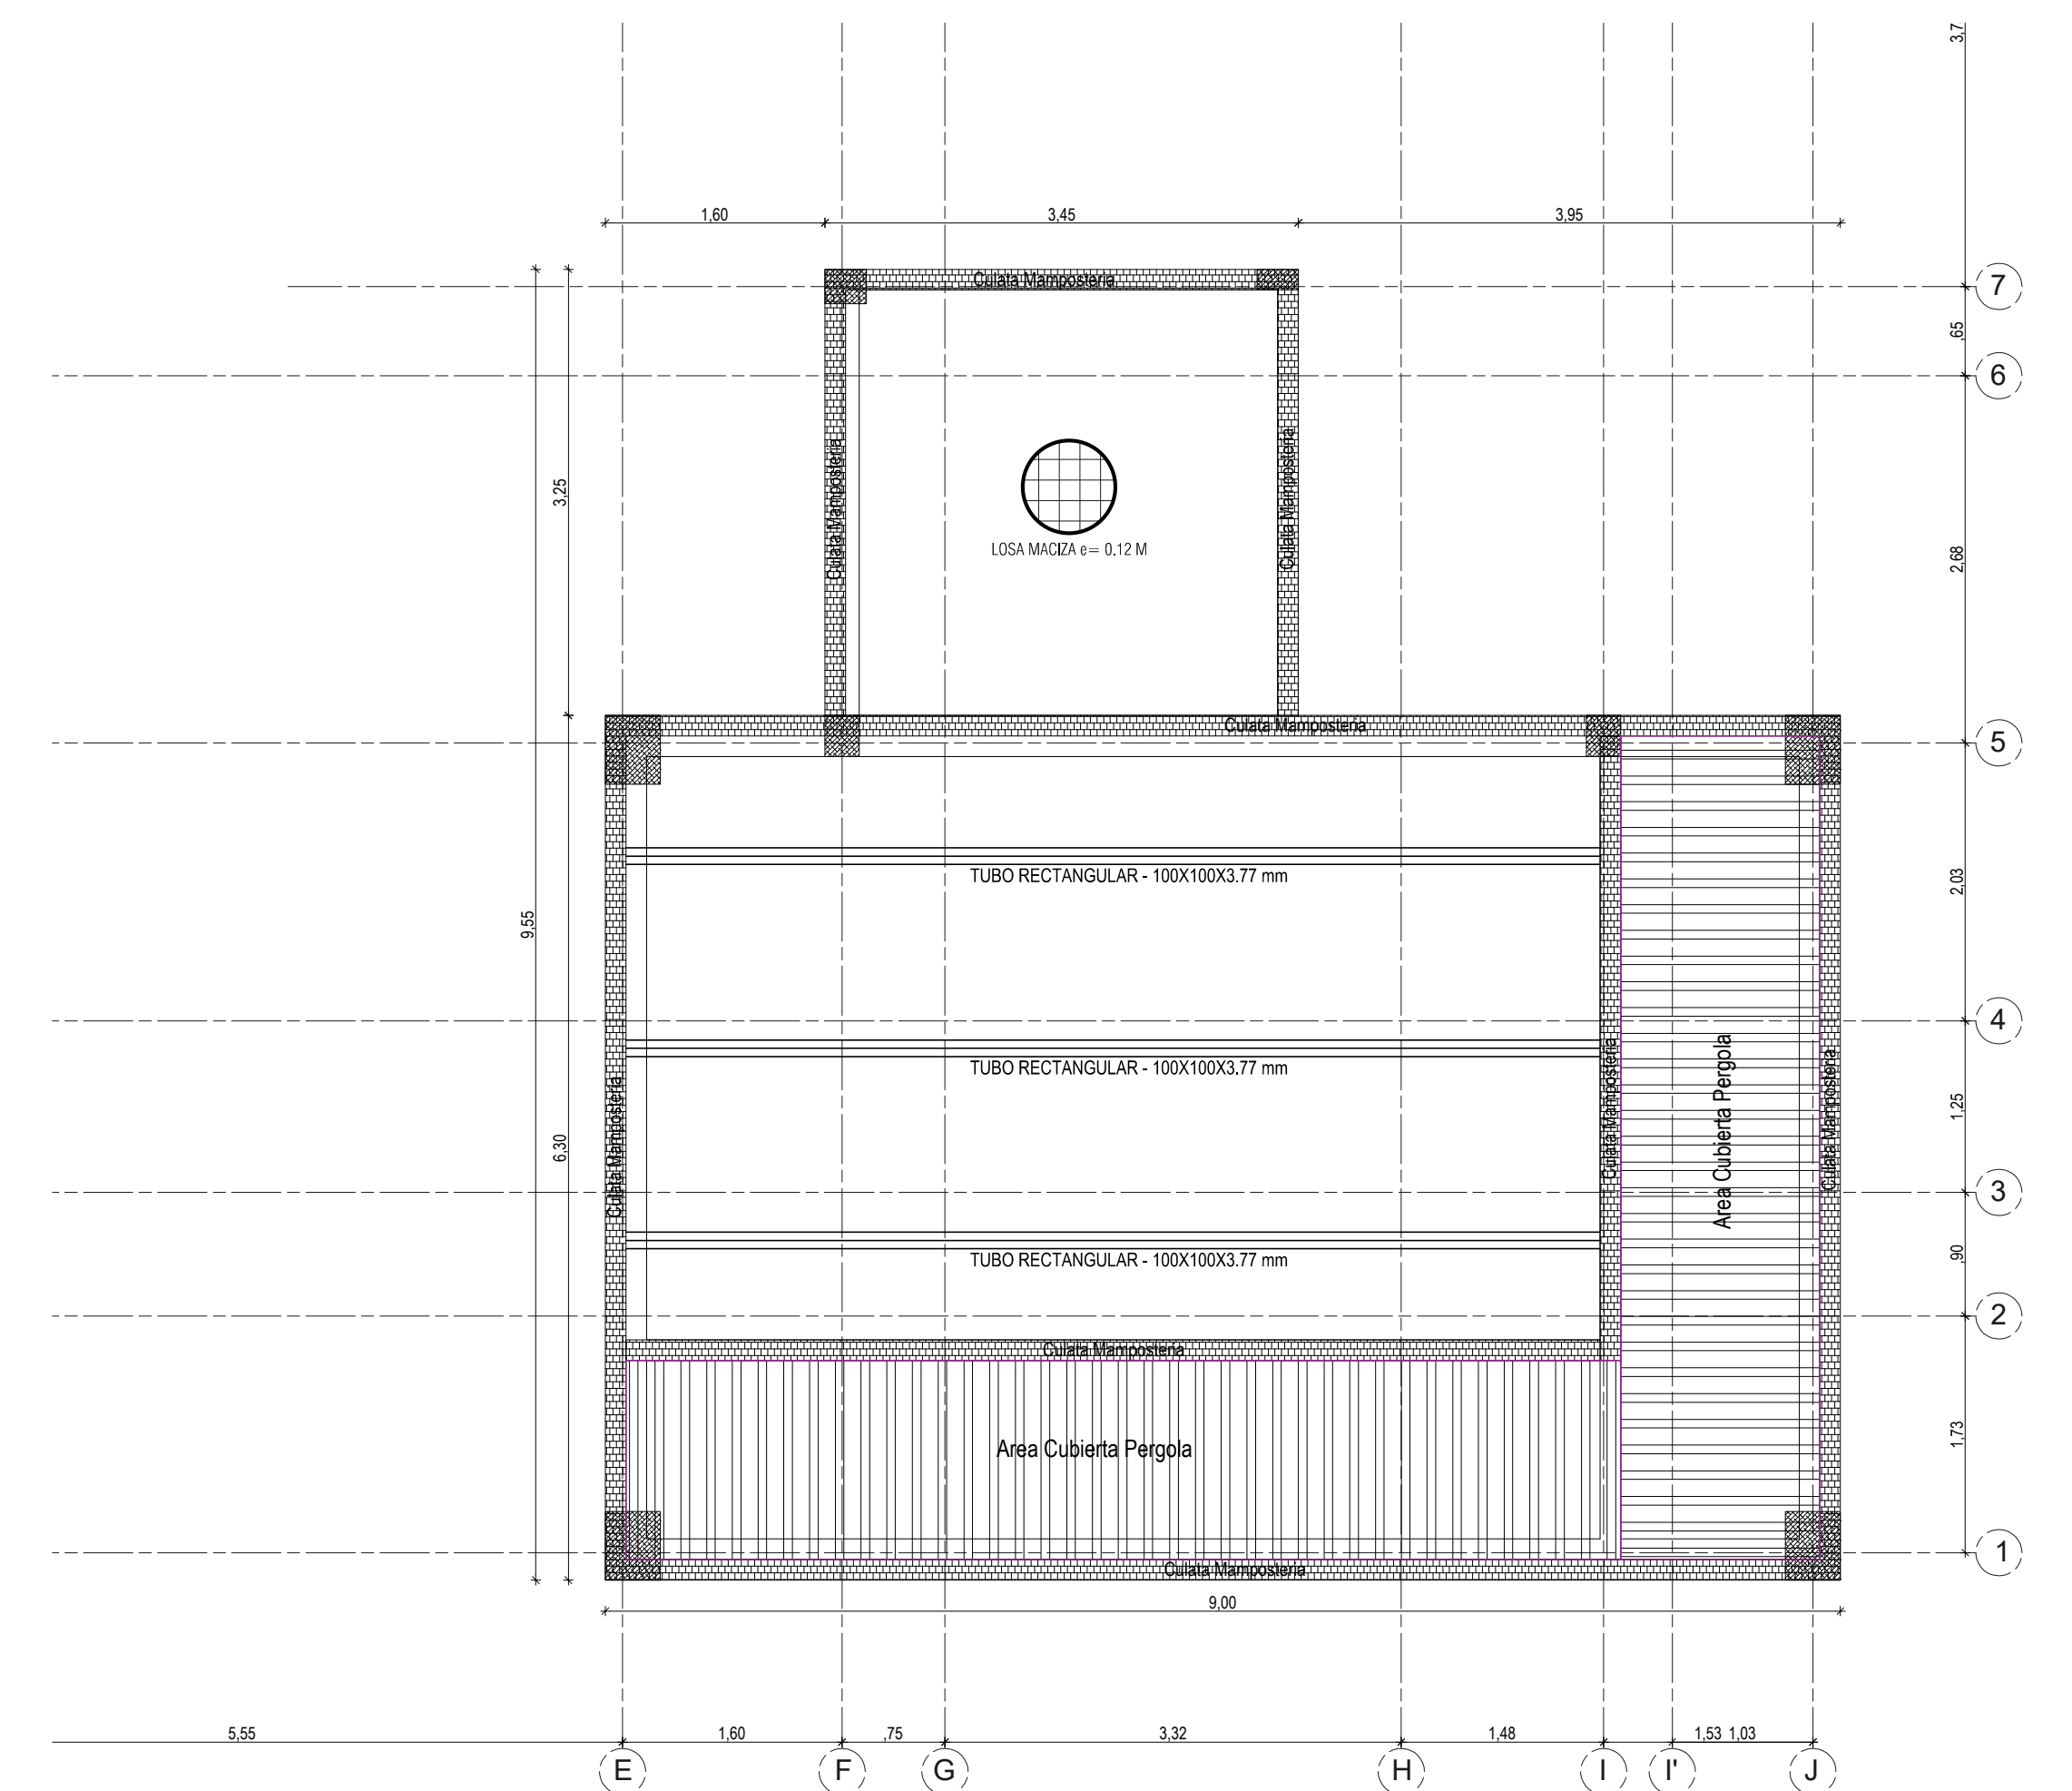 3,7
1,60
3,45
3,95
Culata Mamposteria
7
,65
6
Culata Mamposteria
Culata Mamposteria
3,25
LOSA MACIZA e= 0.12 M
2,68
Culata Mamposteria
5
TUBO RECTANGULAR - 100X100X3.77 mm
2,03
9,55
4
TUBO RECTANGULAR - 100X100X3.77 mm
Culata Mamposteria
Culata Mamposteria
Area Cubierta Pergola
Culata Mamposteria
1,25
6,30
3
TUBO RECTANGULAR - 100X100X3.77 mm
,90
2
Culata Mamposteria
Area Cubierta Pergola
1,73
1
Culata Mamposteria
9,00
5,55
1,60
,75
3,32
1,48
1,53
1,03
E
F
G
H
I
I'
J